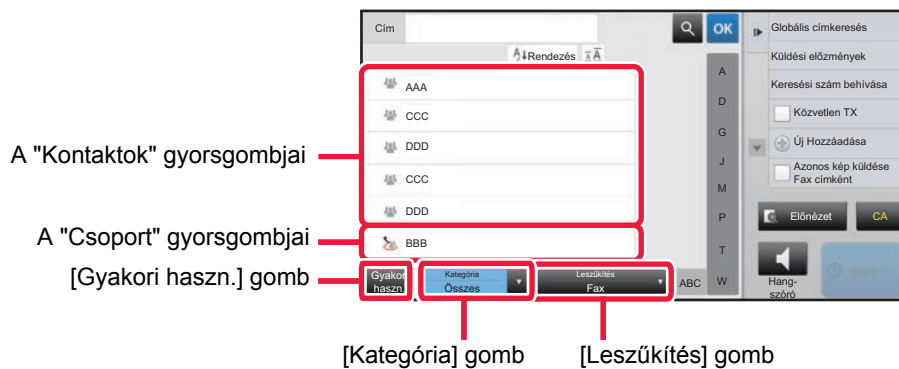 Cím
OK
Rendezés
AAA
CCC
DDD
CCC
DDD
BBB
Gyakori
haszn.
Kategória
Összes
Leszűkítés
Fax
ABC
A
D
G
J
M
P
T
W
Globális címkeresés
Küldési előzmények
Keresési szám behívása
Közvetlen TX
Új Hozzáadása
Azonos kép küldése
Fax címként
Előnézet
CA
Hang-
szóró
Start
A "Kontaktok" gyorsgombjai
A "Csoport" gyorsgombjai
[Gyakori haszn.] gomb
[Kategória] gomb
[Leszűkítés] gomb